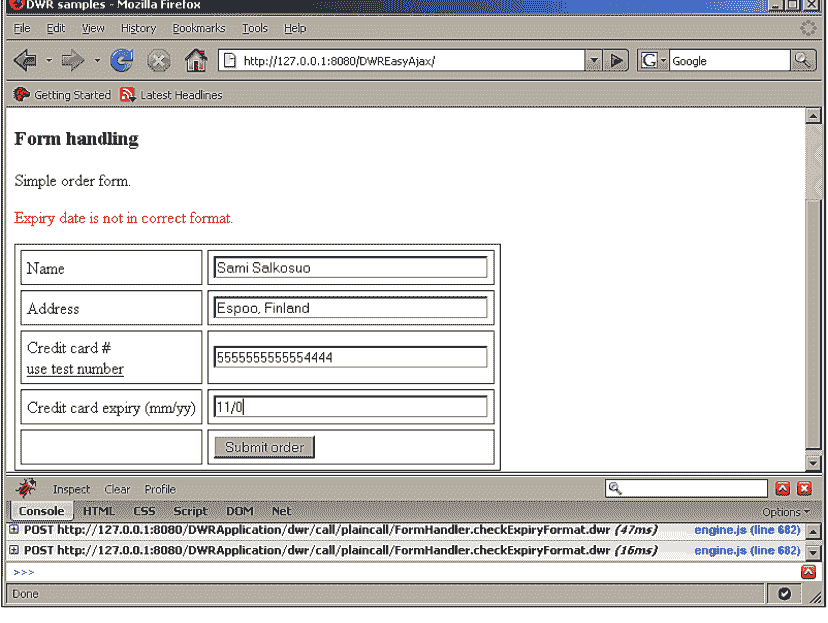 DWR samples - Mozilla Firefox
File Edit View History Bookmarks Tools Help
http://127.0.0.1:8080/DWREasyAjax/
G Google
Getting Started Latest Headlines
Form handling
Simple order form.
Expiry date is not in correct format.
Name Sami Salkosuo
Address Espoo, Finland
Credit card #
use test number
5555555555554444
Credit card expiry (mm/yy) 11/0
Submit order
Inspect Clear Profile
Console HTML CSS Script DOM Net Options
POST http://127.0.0.1:8080/DWRApplication/dwr/call/plaincall/FormHandler.checkExpiryFormat.dwr (47ms) engine.js (line 682)
POST http://127.0.0.1:8080/DWRApplication/dwr/call/plaincall/FormHandler.checkExpiryFormat.dwr (16ms) engine.js (line 682)
>>>
Done